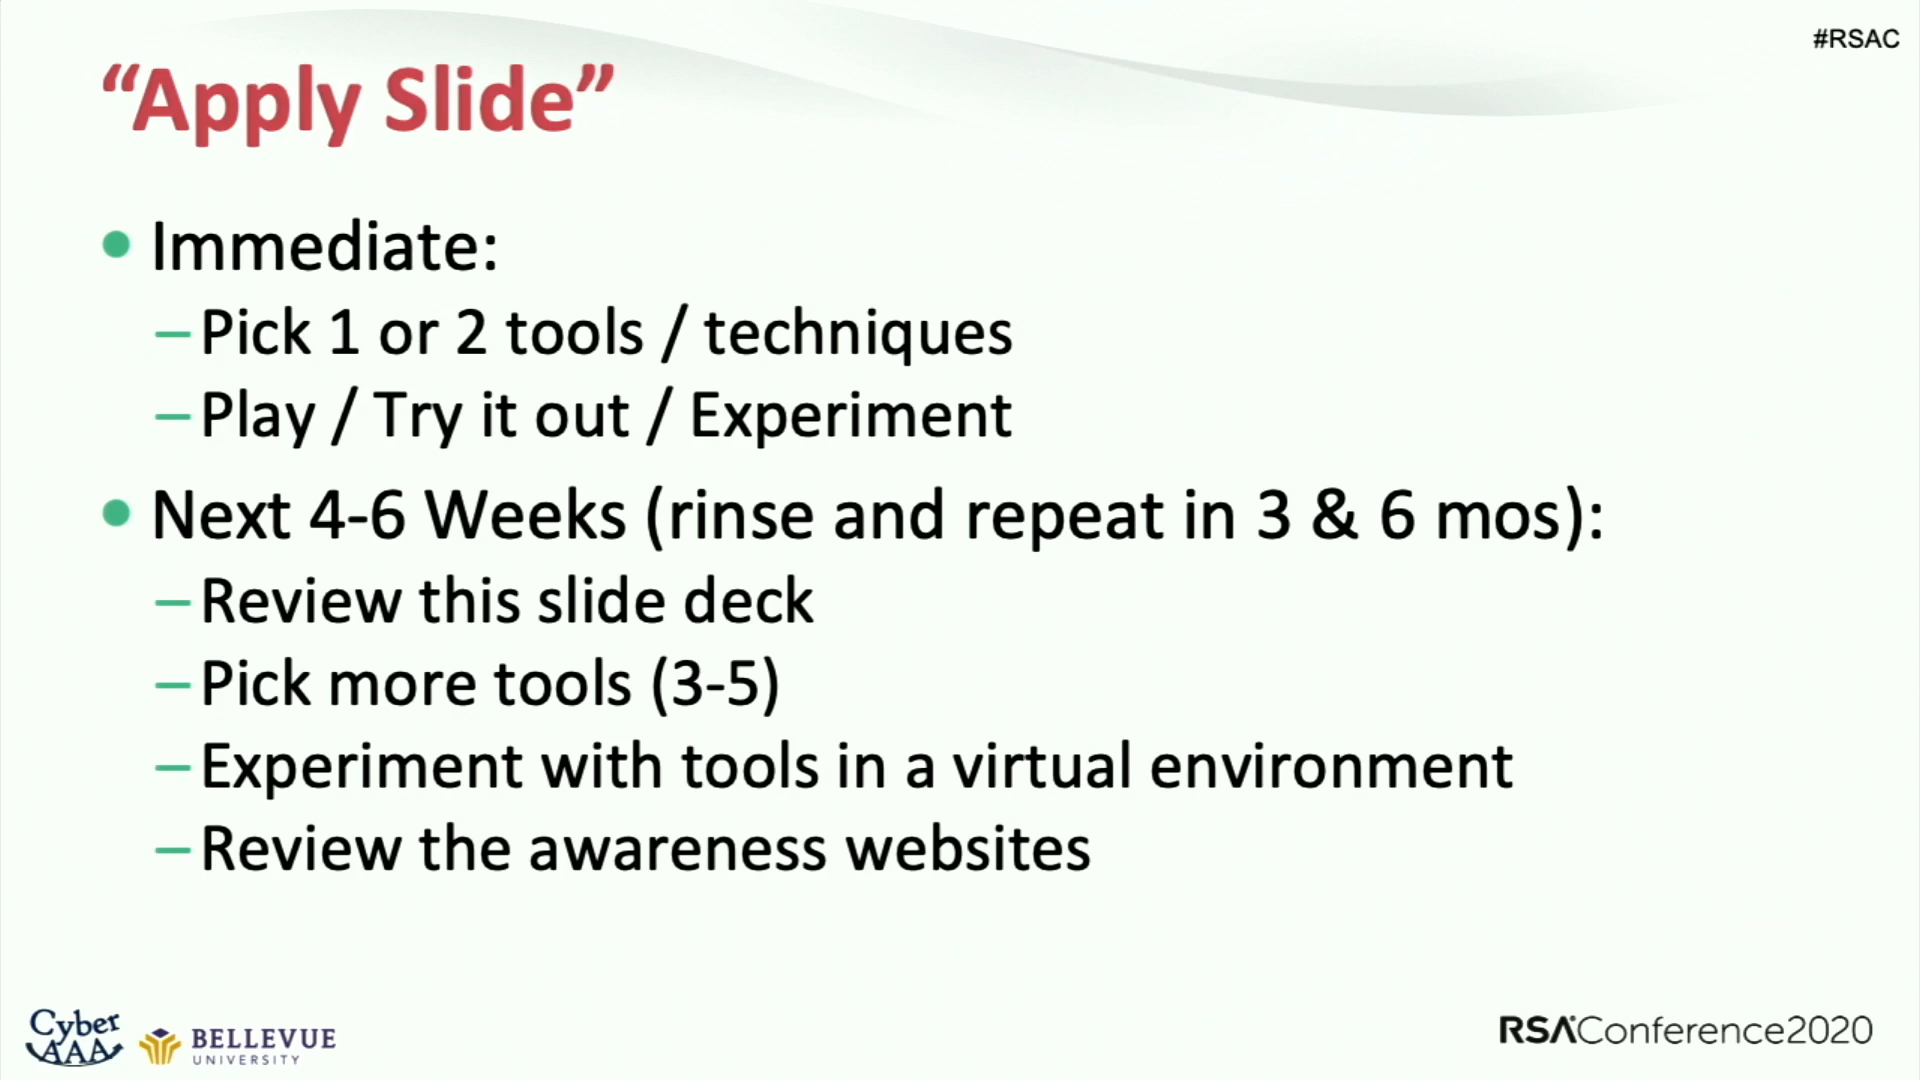 #RSAC
“Apply Slide”
• Immediate:
– Pick 1 or 2 tools / techniques
– Play / Try it out / Experiment
• Next 4-6 Weeks (rinse and repeat in 3 & 6 mos):
– Review this slide deck
– Pick more tools (3-5)
– Experiment with tools in a virtual environment
– Review the awareness websites
Cyber
AAA
BELLEVUE
UNIVERSITY
RSAConference2020